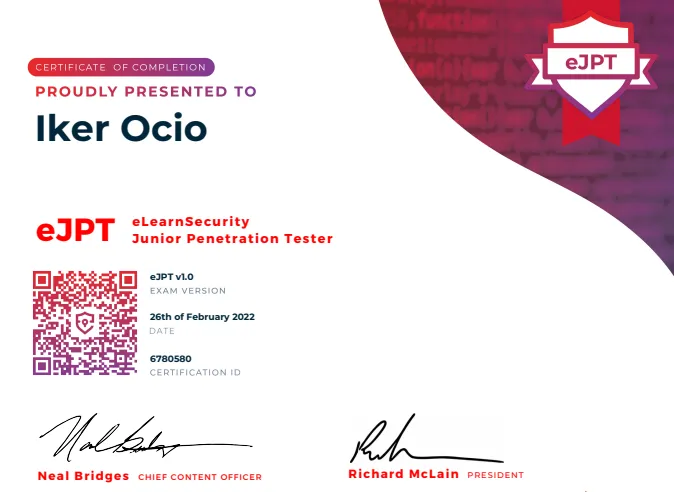 CERTIFICATE OF COMPLETION
PROUDLY PRESENTED TO
Iker Ocio
eJPT
eJPT
eLearnSecurity
Junior Penetration Tester
eJPT v1.0
EXAM VERSION
26th of February 2022
DATE
6780580
CERTIFICATION ID
Neal Bridges CHIEF CONTENT OFFICER
Richard McLain PRESIDENT